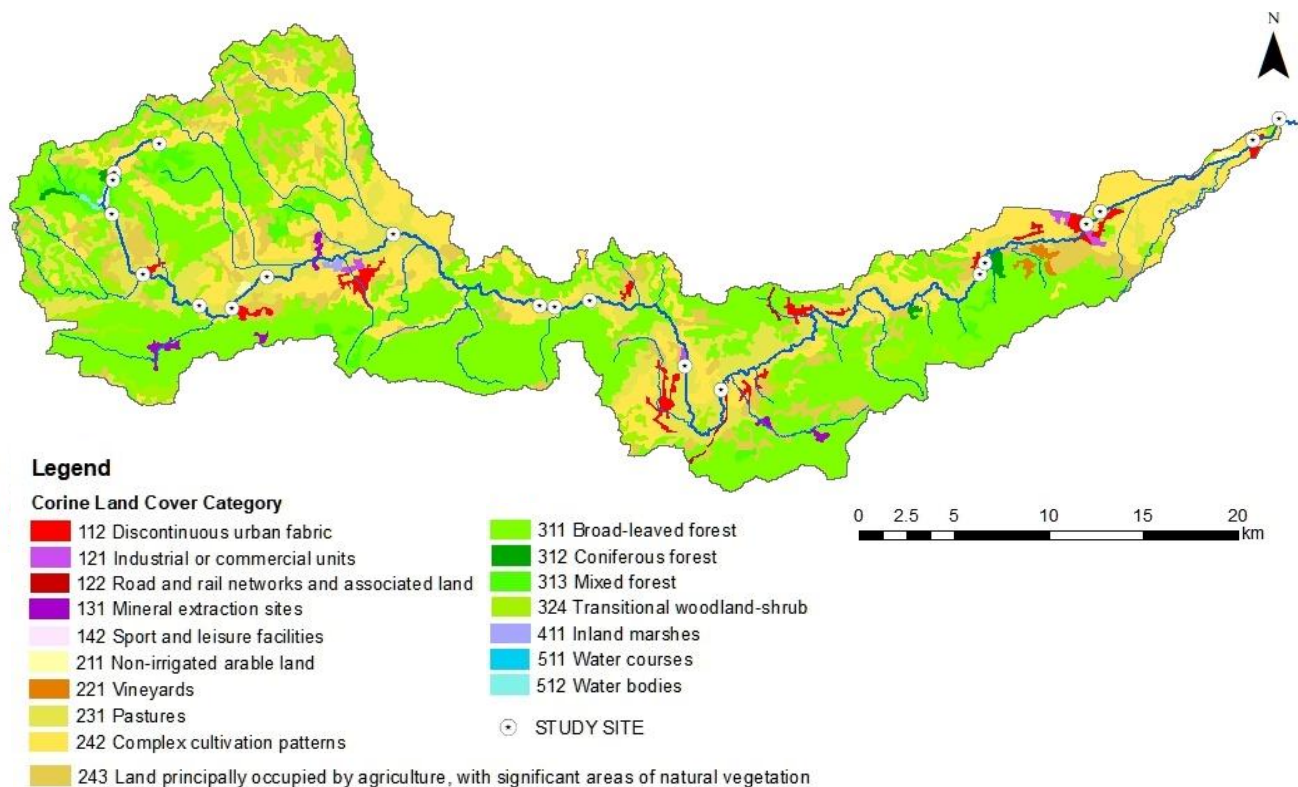 N
Legend
Corine Land Cover Category
112 Discontinuous urban fabric
121 Industrial or commercial units
122 Road and rail networks and associated land
131 Mineral extraction sites
142 Sport and leisure facilities
211 Non-irrigated arable land
221 Vineyards
231 Pastures
242 Complex cultivation patterns
243 Land principally occupied by agriculture, with significant areas of natural vegetation
311 Broad-leaved forest
312 Coniferous forest
313 Mixed forest
324 Transitional woodland-shrub
411 Inland marshes
511 Water courses
512 Water bodies
STUDY SITE
0 2.5 5 10 15 20
km